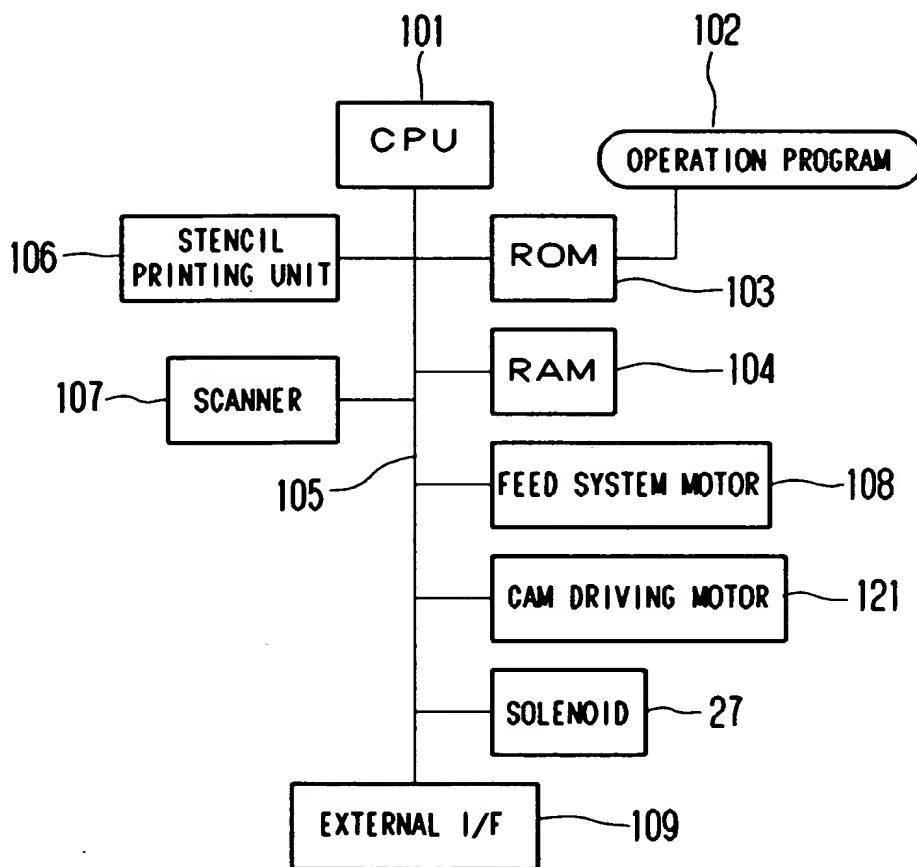 101
102
CPU
OPERATION PROGRAM
106
STENCIL
PRINTING UNIT
ROM
103
107
SCANNER
RAM
104
105
FEED SYSTEM MOTOR
108
CAM DRIVING MOTOR
121
SOLENOID
27
EXTERNAL I/F
109